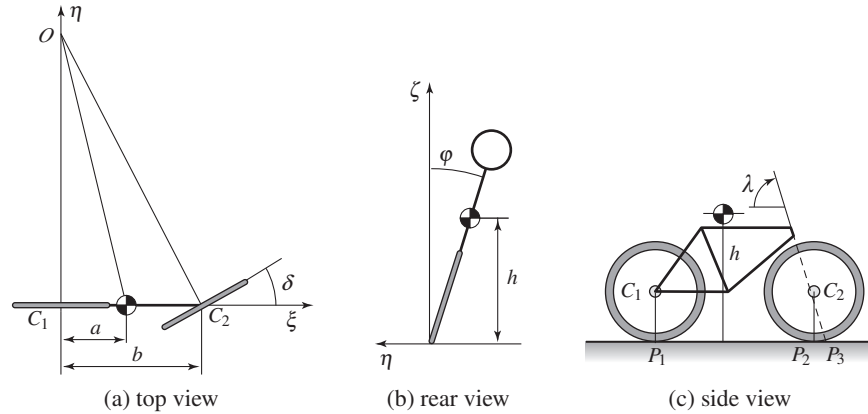 η
O
δ
C₁
C₂
ξ
a
b
(a) top view
ζ
φ
h
η
(b) rear view
λ
h
C₁
C₂
P₁
P₂
P₃
(c) side view